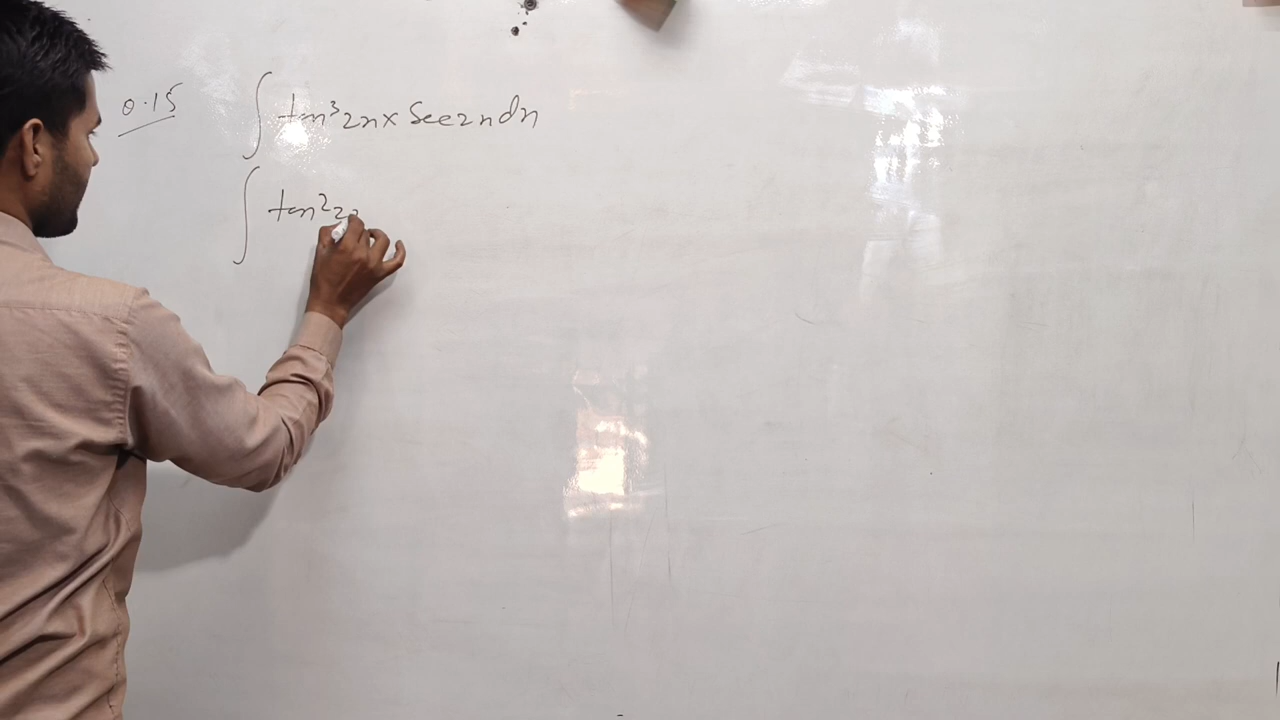 Q.15 ∫ tan³2x × Sec2x dx
∫ tan²2x